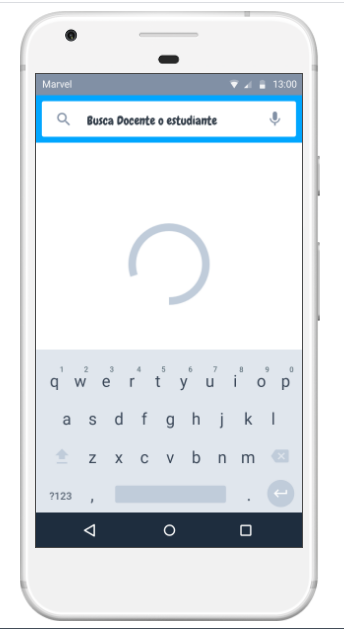 Marvel 13:00
Busca Docente o estudiante
1 2 3 4 5 6 7 8 9 0
q w e r t y u i o p
a s d f g h j k l
z x c v b n m
?123 , .